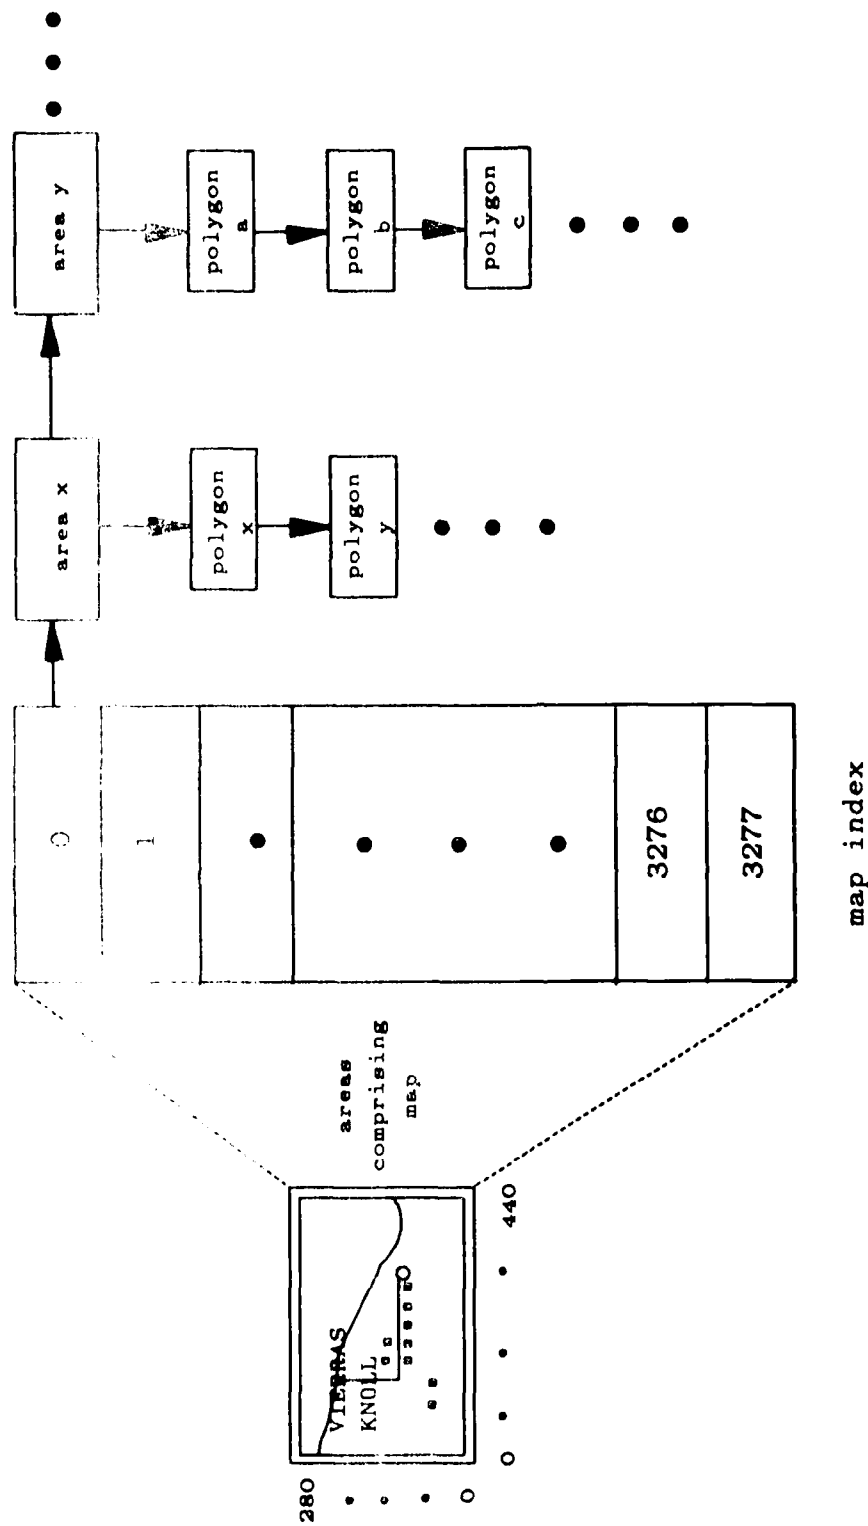 280
0
0
440
VIERRAS
KNOLL
areas
comprising
map
0
1
3276
3277
map index
area x
polygon
x
polygon
y
area y
polygon
a
polygon
b
polygon
c